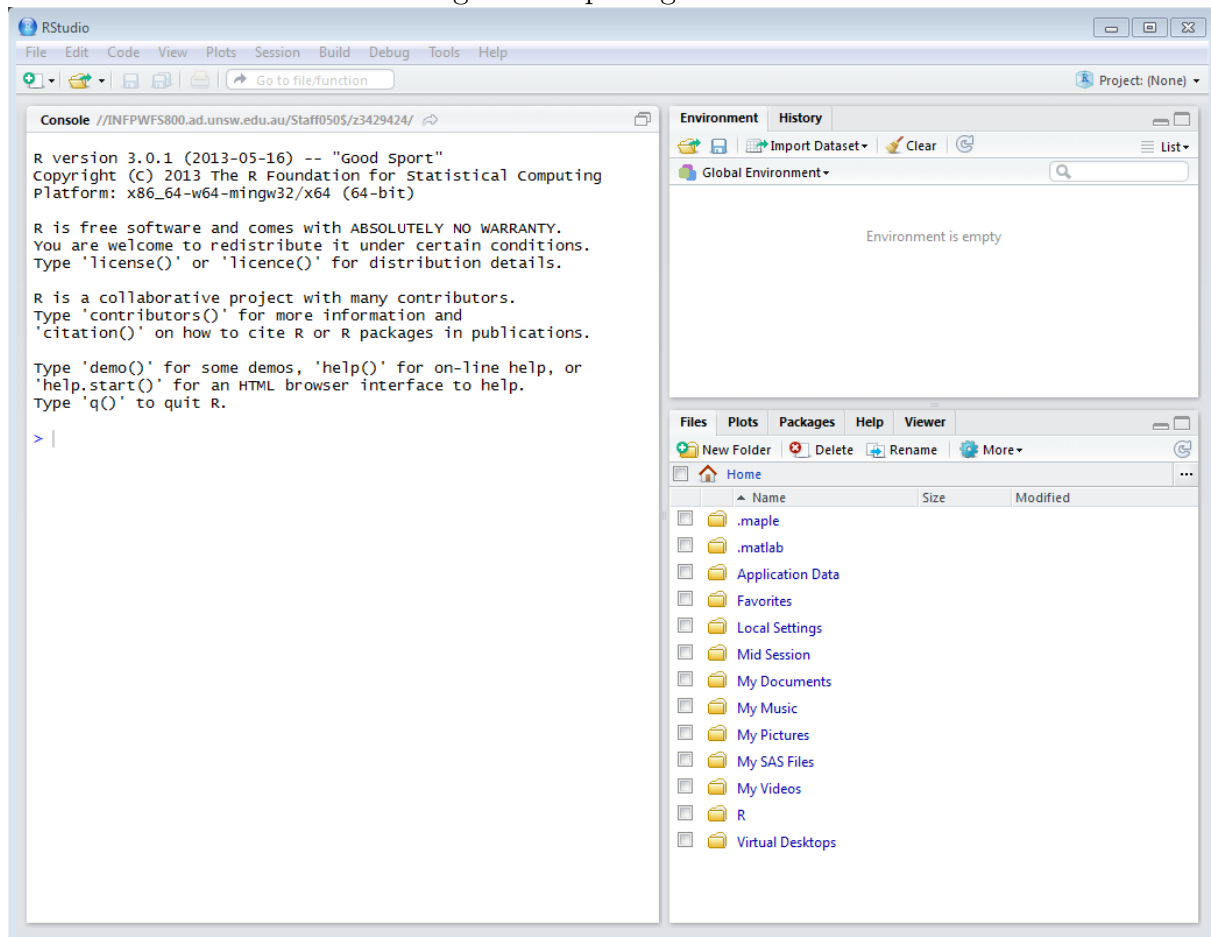 RStudio
File Edit Code View Plots Session Build Debug Tools Help
Go to file/function
Project: (None)
Console //INFPWFS800.ad.unsw.edu.au/Staff050$/z3429424/
R version 3.0.1 (2013-05-16) -- "Good Sport"
Copyright (C) 2013 The R Foundation for Statistical Computing
Platform: x86_64-w64-mingw32/x64 (64-bit)
R is free software and comes with ABSOLUTELY NO WARRANTY.
You are welcome to redistribute it under certain conditions.
Type 'license()' or 'licence()' for distribution details.
R is a collaborative project with many contributors.
Type 'contributors()' for more information and
'citation()' on how to cite R or R packages in publications.
Type 'demo()' for some demos, 'help()' for on-line help, or
'help.start()' for an HTML browser interface to help.
Type 'q()' to quit R.
>
Environment History
Import Dataset Clear List
Global Environment
Environment is empty
Files Plots Packages Help Viewer
New Folder Delete Rename More
Home ...
Name Size Modified
.maple
.matlab
Application Data
Favorites
Local Settings
Mid Session
My Documents
My Music
My Pictures
My SAS Files
My Videos
R
Virtual Desktops